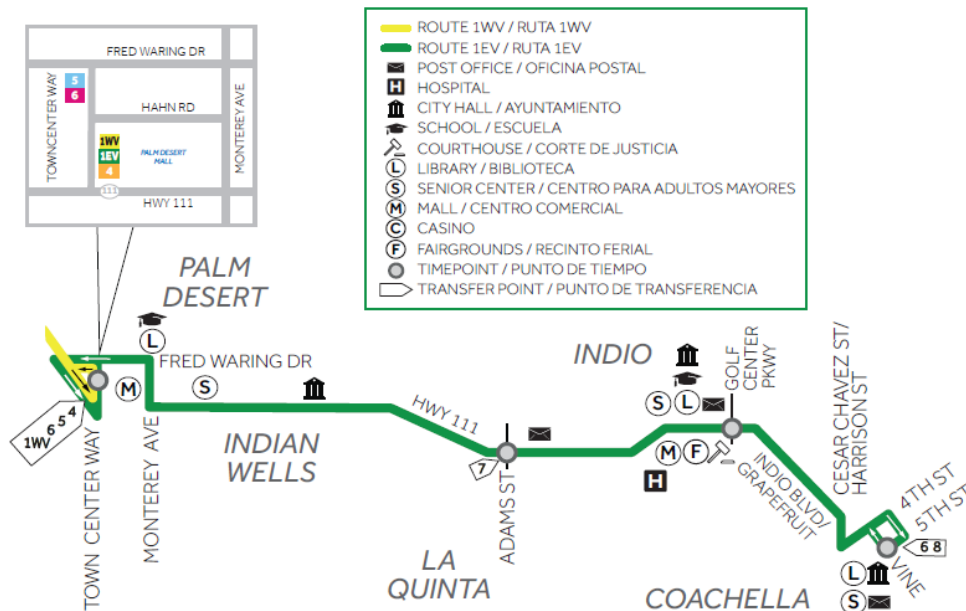 FRED WARING DR
TOWNCENTER WAY
5
6
HAHN RD
MONTEREY AVE
1WV
1EV
4
PALM DESERT
MALL
111
HWY 111
ROUTE 1WV / RUTA 1WV
ROUTE 1EV / RUTA 1EV
POST OFFICE / OFICINA POSTAL
H HOSPITAL
CITY HALL / AYUNTAMIENTO
SCHOOL / ESCUELA
COURTHOUSE / CORTE DE JUSTICIA
L LIBRARY / BIBLIOTECA
S SENIOR CENTER / CENTRO PARA ADULTOS MAYORES
M MALL / CENTRO COMERCIAL
C CASINO
F FAIRGROUNDS / RECINTO FERIAL
TIMEPOINT / PUNTO DE TIEMPO
TRANSFER POINT / PUNTO DE TRANSFERENCIA
PALM
DESERT
L
FRED WARING DR
M
S
1WV 6 5 4
TOWN CENTER WAY
MONTEREY AVE
INDIAN
WELLS
HWY 111
7
ADAMS ST
LA
QUINTA
INDIO
S L
GOLF
CENTER
PKWY
M F
H
INDIO BLVD/
GRAPEFRUIT
CESAR CHAVEZ ST/
HARRISON ST
4TH ST
5TH ST
6 8
VINE
L
S
COACHELLA